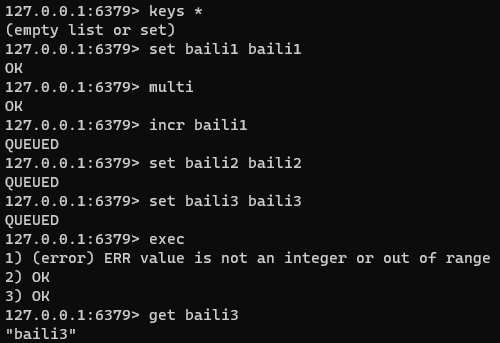 127.0.0.1:6379> keys *
(empty list or set)
127.0.0.1:6379> set baili1 baili1
OK
127.0.0.1:6379> multi
OK
127.0.0.1:6379> incr baili1
QUEUED
127.0.0.1:6379> set baili2 baili2
QUEUED
127.0.0.1:6379> set baili3 baili3
QUEUED
127.0.0.1:6379> exec
1) (error) ERR value is not an integer or out of range
2) OK
3) OK
127.0.0.1:6379> get baili3
"baili3"